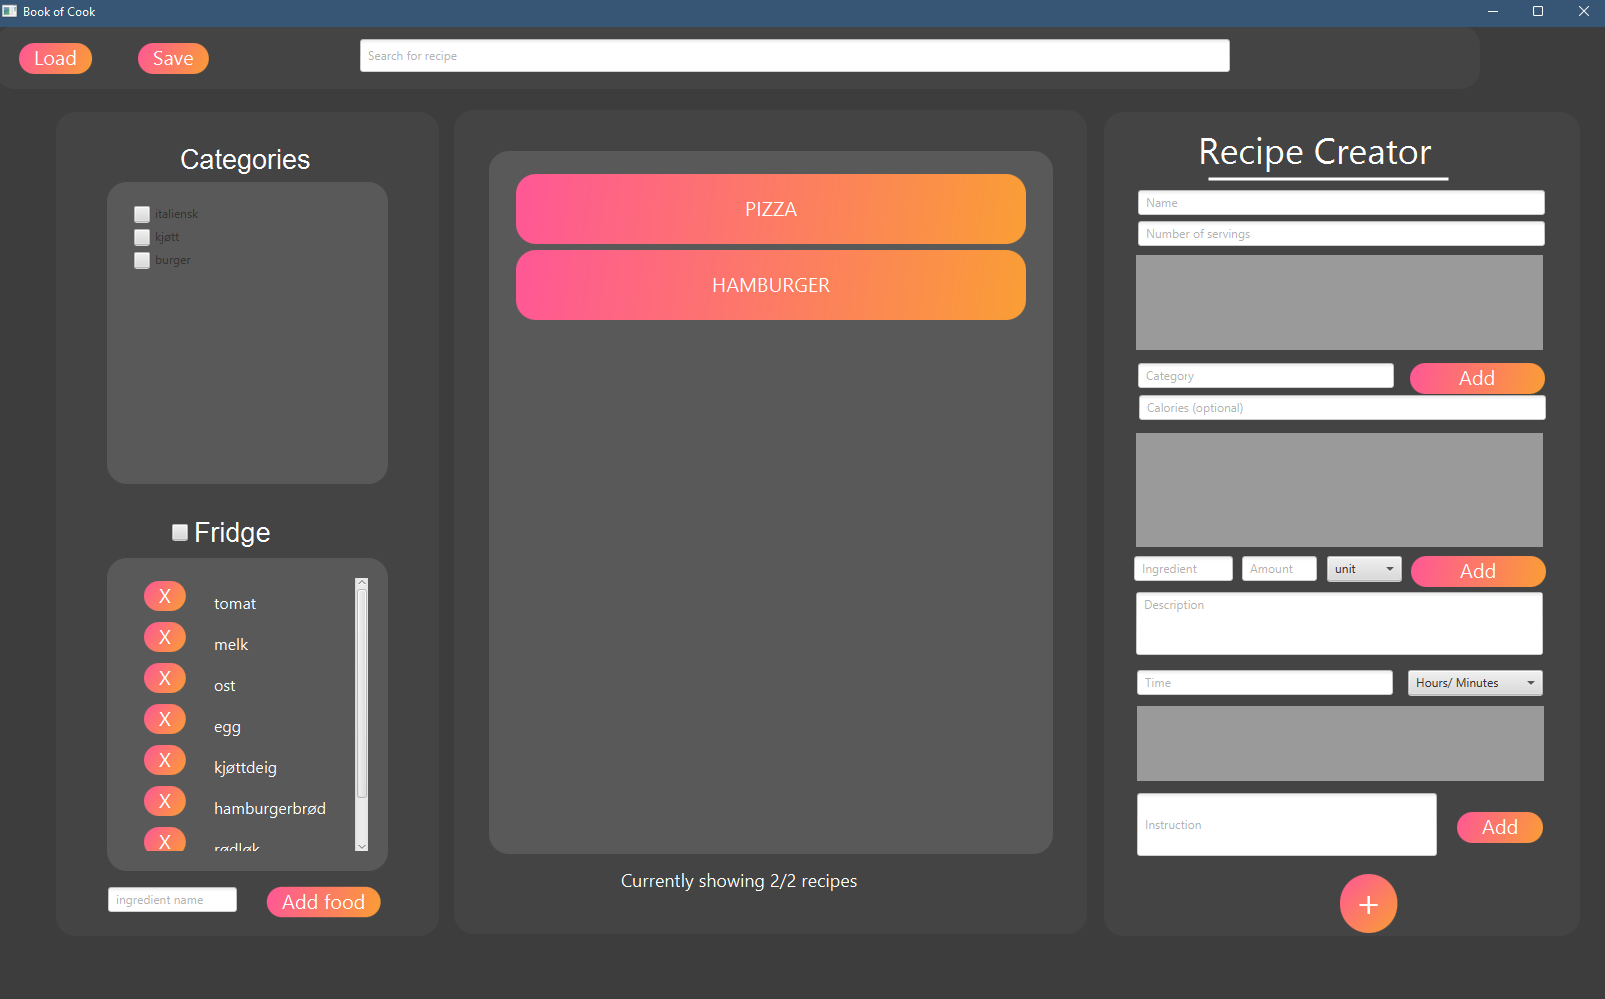 Book of Cook
Load
Save
Search for recipe
Categories
italiensk
kjøtt
burger
Fridge
X tomat
X melk
X ost
X egg
X kjøttdeig
X hamburgerbrød
X rødløk
ingredient name
Add food
PIZZA
HAMBURGER
Currently showing 2/2 recipes
Recipe Creator
Name
Number of servings
Category
Add
Calories (optional)
Ingredient
Amount
unit
Add
Description
Time
Hours/ Minutes
Instruction
Add
+